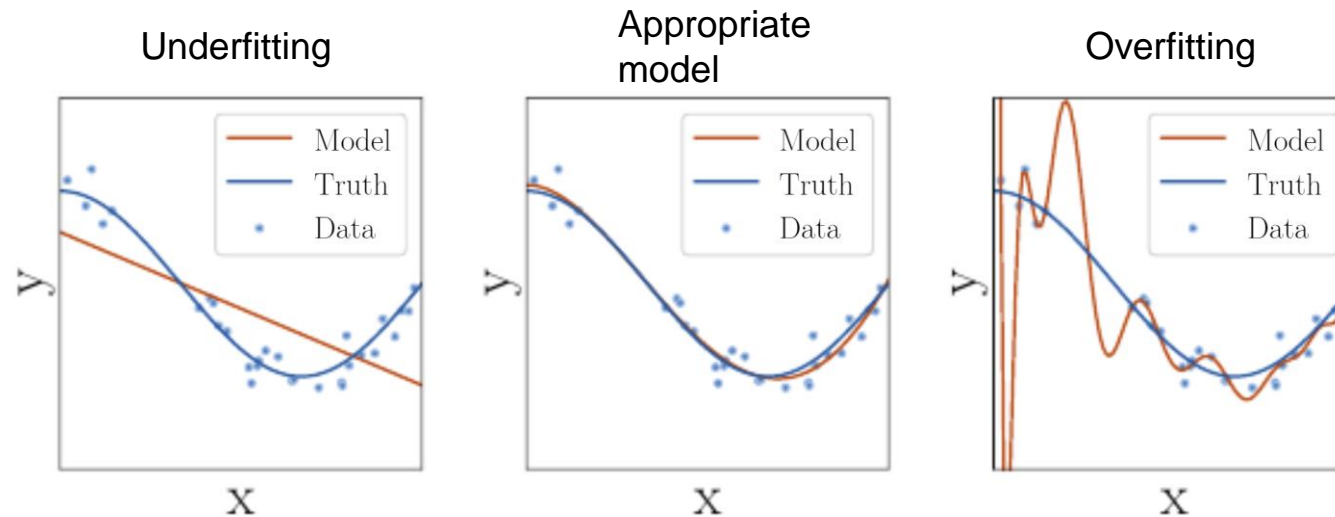 Underfitting
Appropriate
model
Overfitting
Model
Truth
Data
y
x
Model
Truth
Data
y
x
Model
Truth
Data
y
x